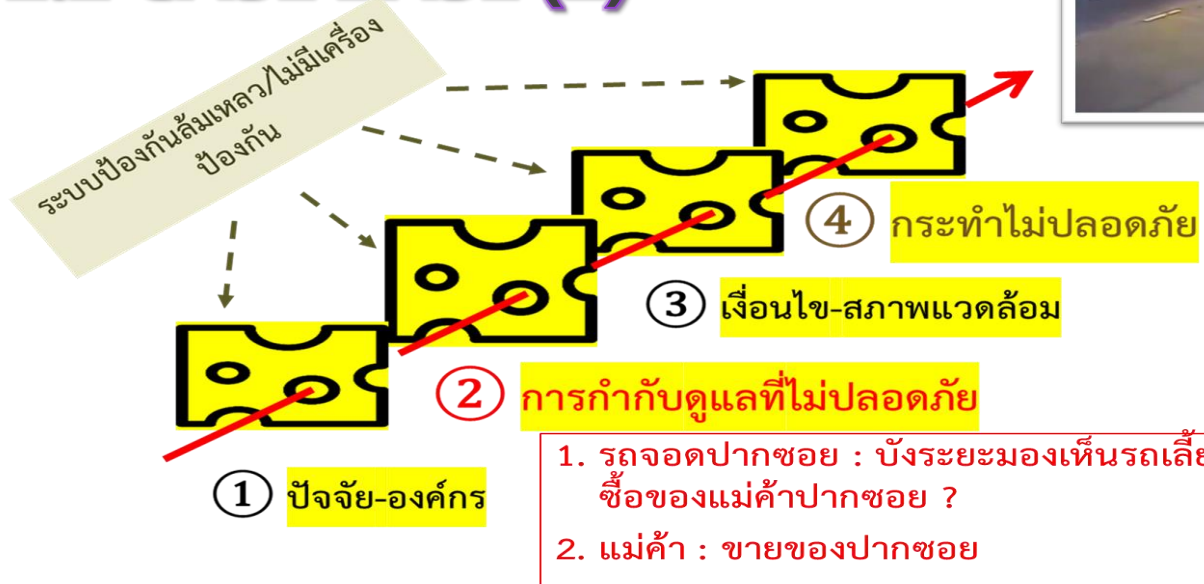 ระบบป้องกันล้มเหลว/ไม่มีเครื่อง
ป้องกัน
④ กระทำไม่ปลอดภัย
③ เงื่อนไข-สภาพแวดล้อม
② การกำกับดูแลที่ไม่ปลอดภัย
① ปัจจัย-องค์กร
1. รถจอดปากซอย : บังระยะมองเห็น
ซื้อของแม่ค้าปากซอย ?
2. แม่ค้า : ขายของปากซอย